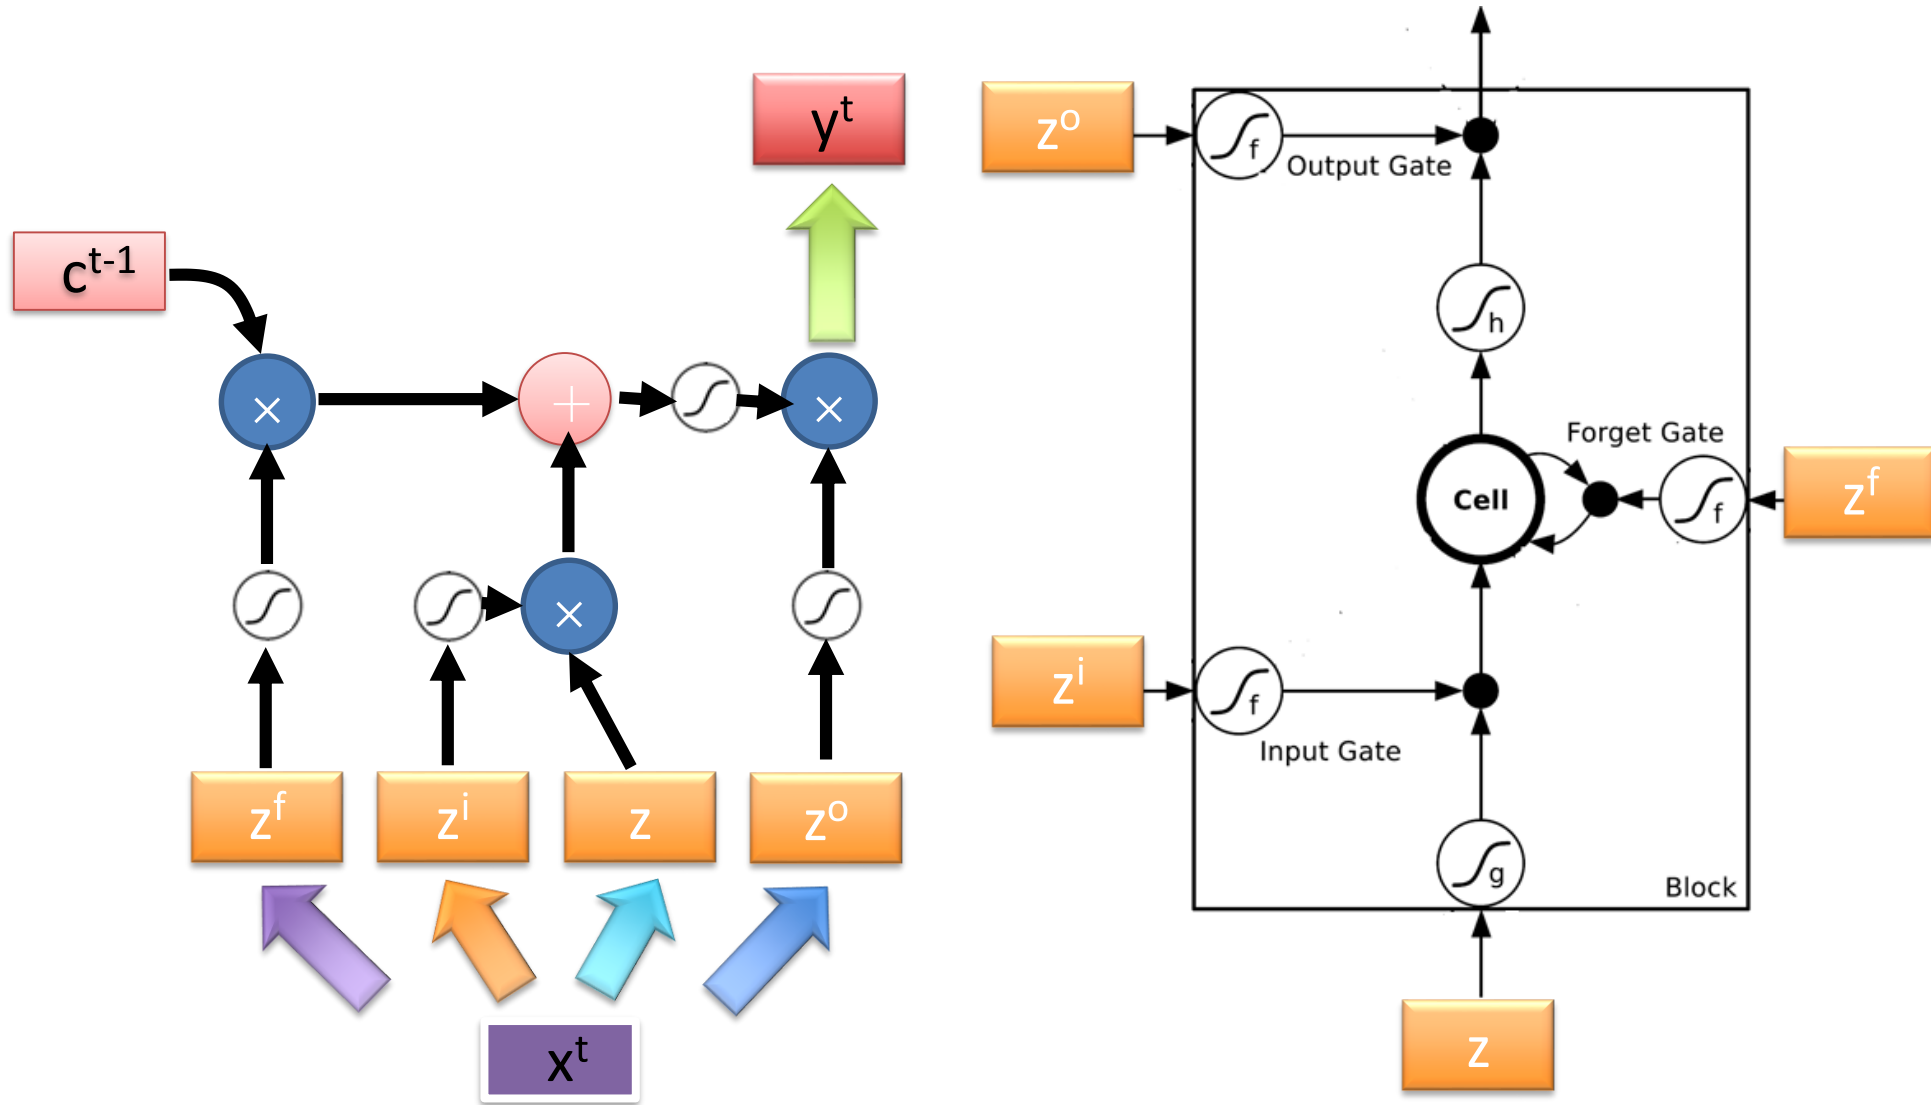 y^t
c^t-1
×
+
×
×
z^f
z^i
z
z^o
x^t
z^o
f
Output Gate
h
Forget Gate
Cell
f
z^f
z^i
f
Input Gate
g
Block
z